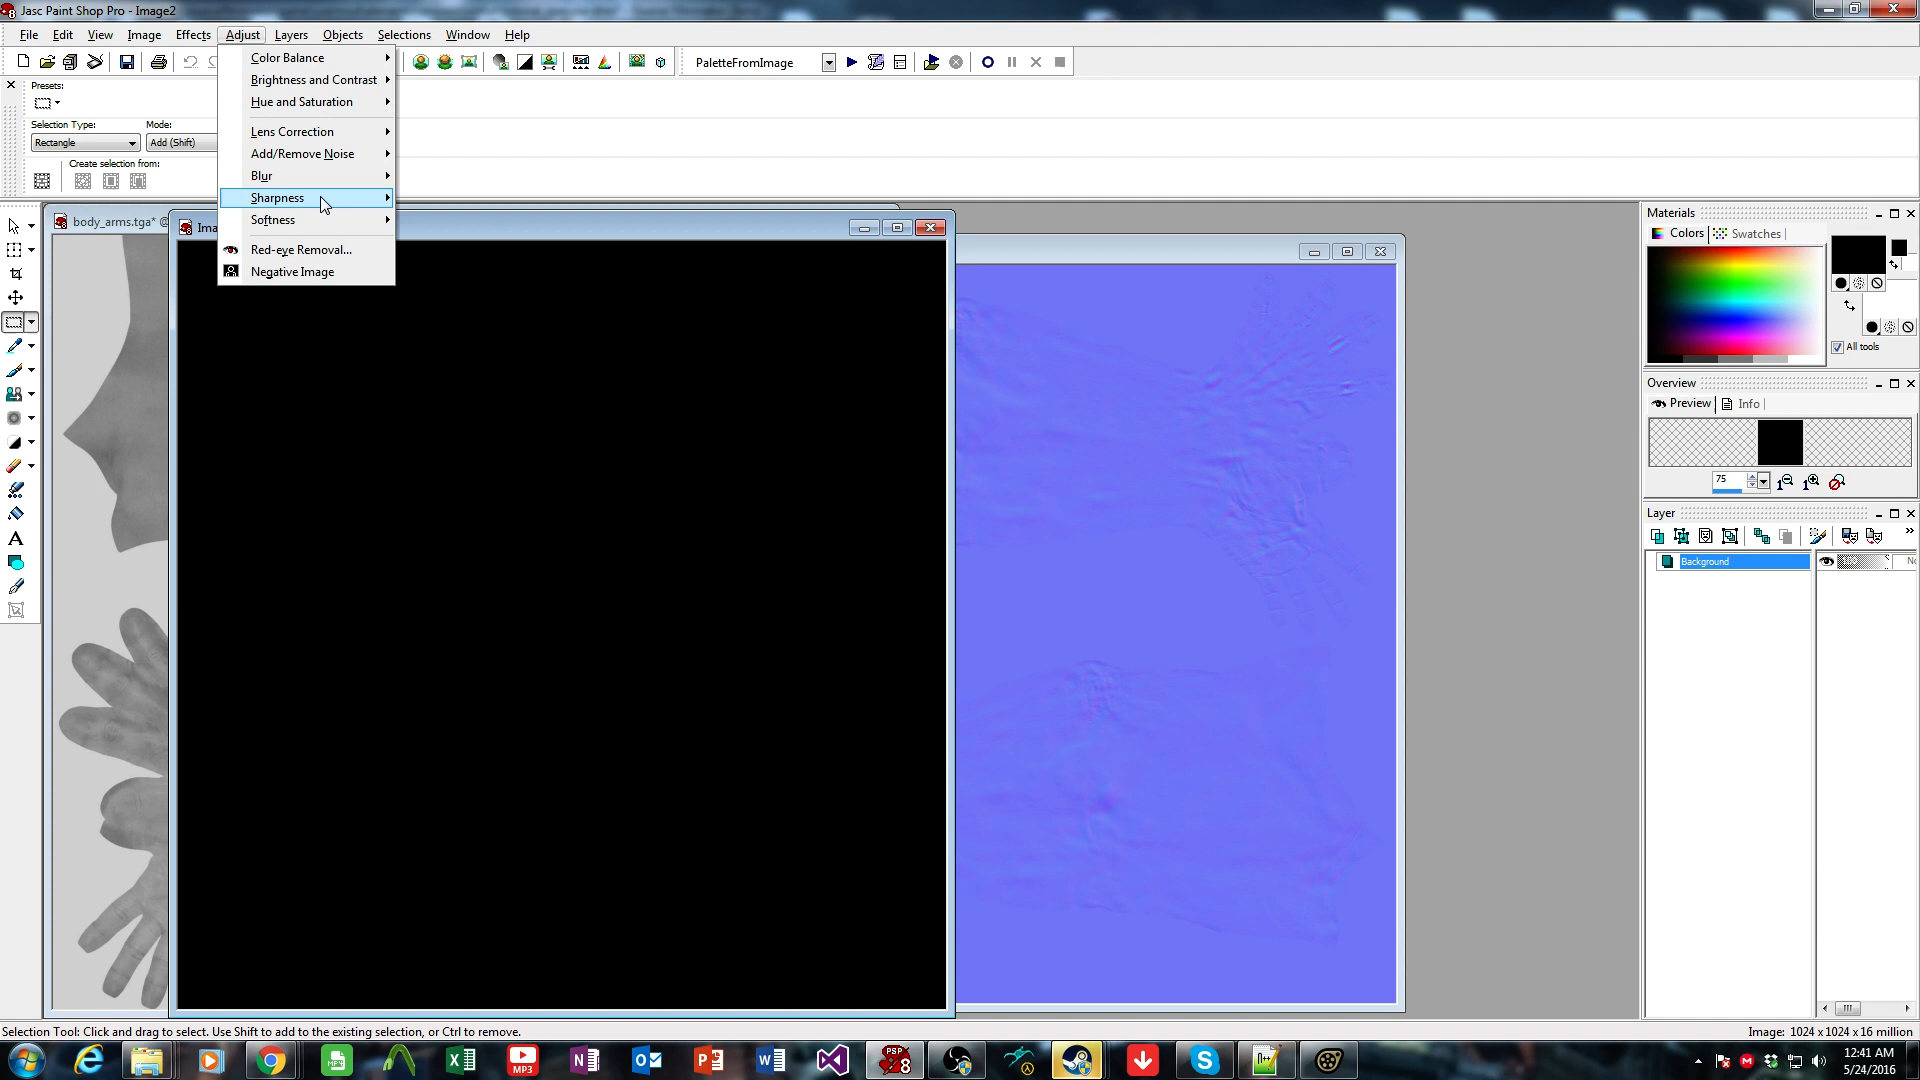 Jasc Paint Shop Pro - Image2
File Edit View Image Effects Adjust Layers Objects Selections Window Help
PaletteFromImage
Presets:
Selection Type: Mode:
Rectangle Add (Shift)
Create selection from:
Color Balance
Brightness and Contrast
Hue and Saturation
Lens Correction
Add/Remove Noise
Blur
Sharpness
Softness
Red-eye Removal...
Negative Image
body_arms.tga* @
Ima
Materials
Colors Swatches
All tools
Overview
Preview Info
75
Layer
Background
Selection Tool: Click and drag to select. Use Shift to add to the existing selection, or Ctrl to remove.
Image: 1024 x 1024 x 16 million
MP3
PSP
8
12:41 AM
5/24/2016